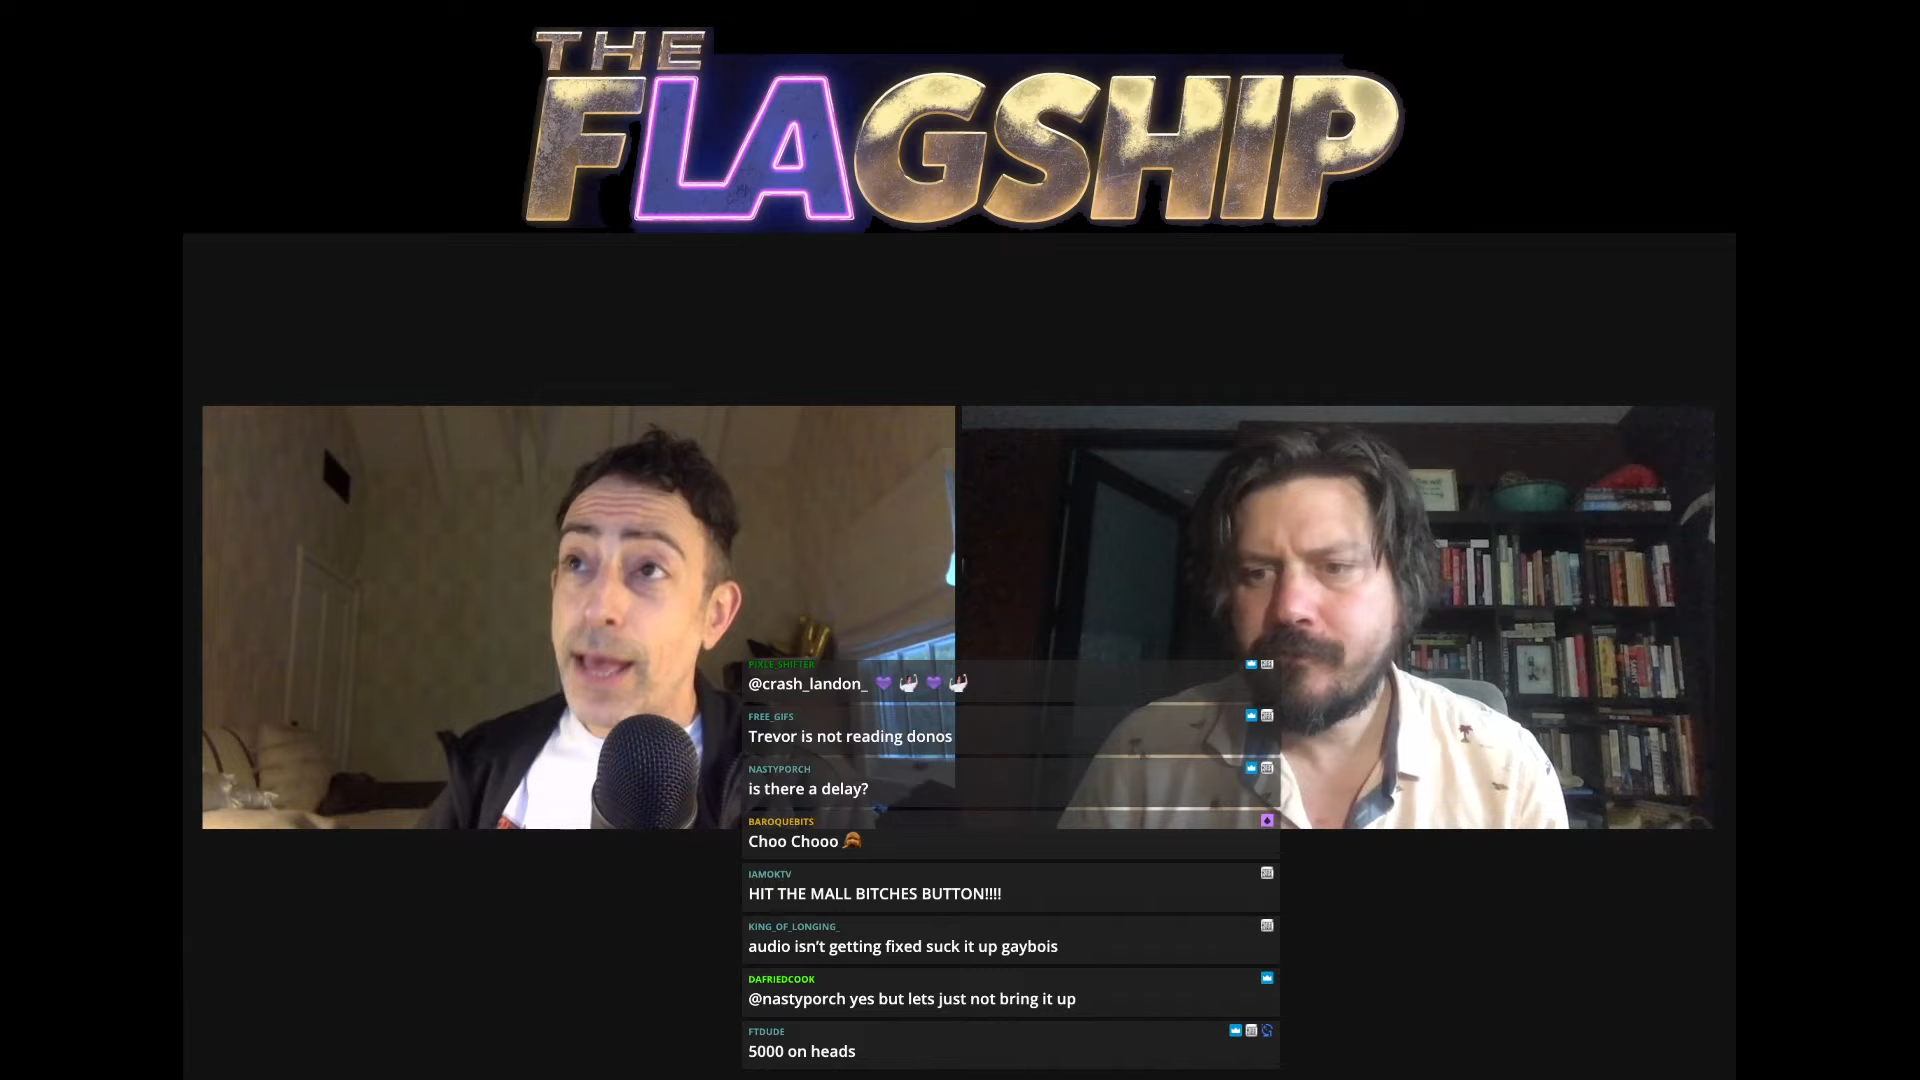 THE
FLAGSHIP
PIXLE_SHIFTER
@crash_landon_
FREE_GIFS
Trevor is not reading donos
NASTYPORCH
is there a delay?
BAROQUEBITS
Choo Chooo
IAMOKTV
HIT THE MALL BITCHES BUTTON!!!!
KING_OF_LONGING_
audio isn’t getting fixed suck it up gaybois
DAFRIEDCOOK
@nastyporch yes but lets just not bring it up
FTDUDE
5000 on heads